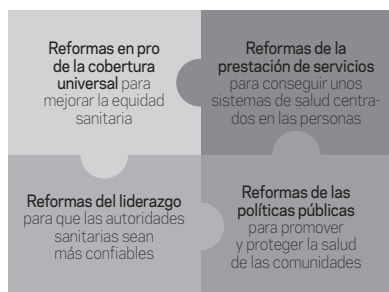 Reformas en pro
de la cobertura
universal para
mejorar la equidad
sanitaria
Reformas de la
prestación de servicios
para conseguir unos
sistemas de salud centra-
dos en las personas
Reformas del liderazgo
para que las autoridades
sanitarias sean
más confiables
Reformas de las
políticas públicas
para promover
y proteger la salud
de las comunidades